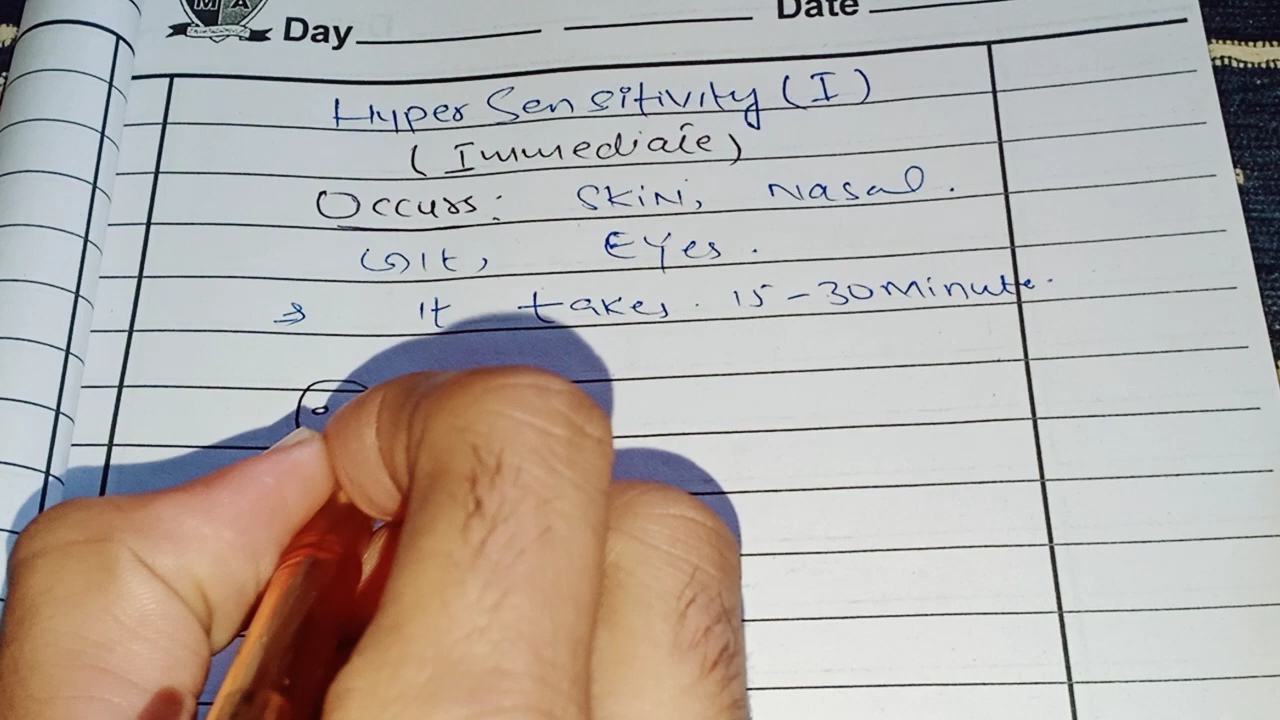 M A
Day Date
Hyper Sensitivity (I)
(Immediate)
Occurs: Skin, Nasal.
GIt, Eyes.
⇒ It takes. 15-30 Minute.